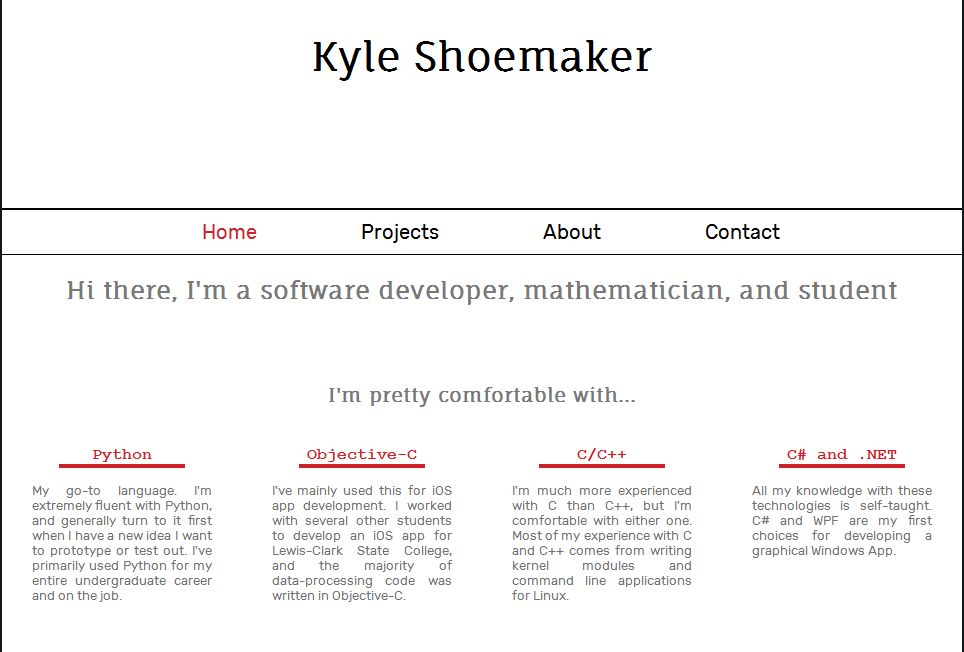 Kyle Shoemaker
Home Projects About Contact
Hi there, I'm a software developer, mathematician, and student
I'm pretty comfortable with...
Python
My go-to language. I'm
extremely fluent with Python,
and generally turn to it first
when I have a new idea I want
to prototype or test out. I've
primarily used Python for my
entire undergraduate career
and on the job.
Objective-C
I've mainly used this for iOS
app development. I worked
with several other students
to develop an iOS app for
Lewis-Clark State College,
and the majority of
data-processing code was
written in Objective-C.
C/C++
I'm much more experienced
with C than C++, but I'm
comfortable with either one.
Most of my experience with C
and C++ comes from writing
kernel modules and
command line applications
for Linux.
C# and .NET
All my knowledge with these
technologies is self-taught.
C# and WPF are my first
choices for developing a
graphical Windows App.